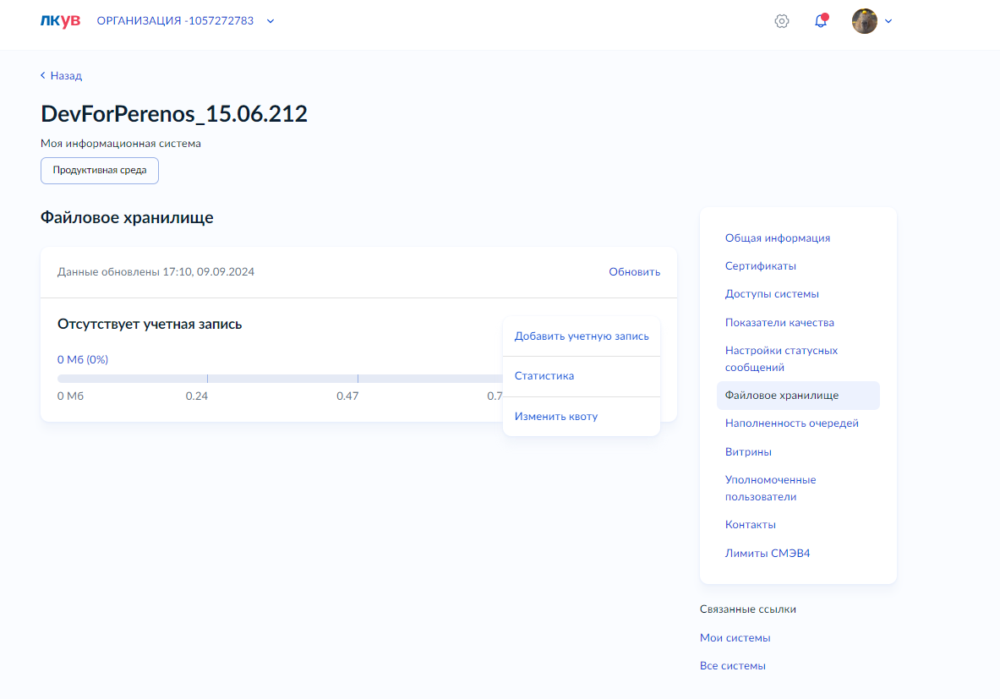 ЛКУВ ОРГАНИЗАЦИЯ -1057272783
Назад
DevForPerenos_15.06.212
Моя информационная система
Продуктивная среда
Файловое хранилище
Данные обновлены 17:10, 09.09.2024 Обновить
Отсутствует учетная запись
0 Мб (0%)
0 Мб 0.24 0.47 0.7
Добавить учетную запись
Статистика
Изменить квоту
Общая информация
Сертификаты
Доступы системы
Показатели качества
Настройки статусных
сообщений
Файловое хранилище
Наполненность очередей
Витрины
Уполномоченные
пользователи
Контакты
Лимиты СМЭВ4
Связанные ссылки
Мои системы
Все системы